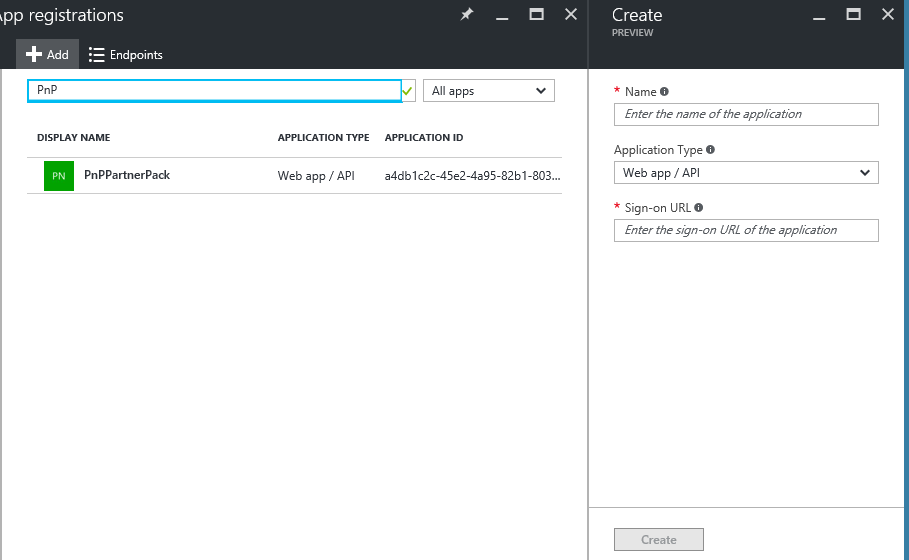 App registrations
Add
Endpoints
PnP
All apps
DISPLAY NAME
APPLICATION TYPE
APPLICATION ID
PN
PnPPartnerPack
Web app / API
a4db1c2c-45e2-4a95-82b1-803...
Create
PREVIEW
* Name
Enter the name of the application
Application Type
Web app / API
* Sign-on URL
Enter the sign-on URL of the application
Create